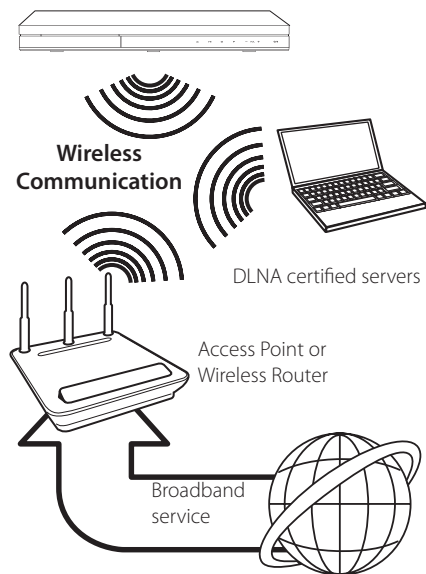 Wireless
Communication
DLNA certified servers
Access Point or
Wireless Router
Broadband
service